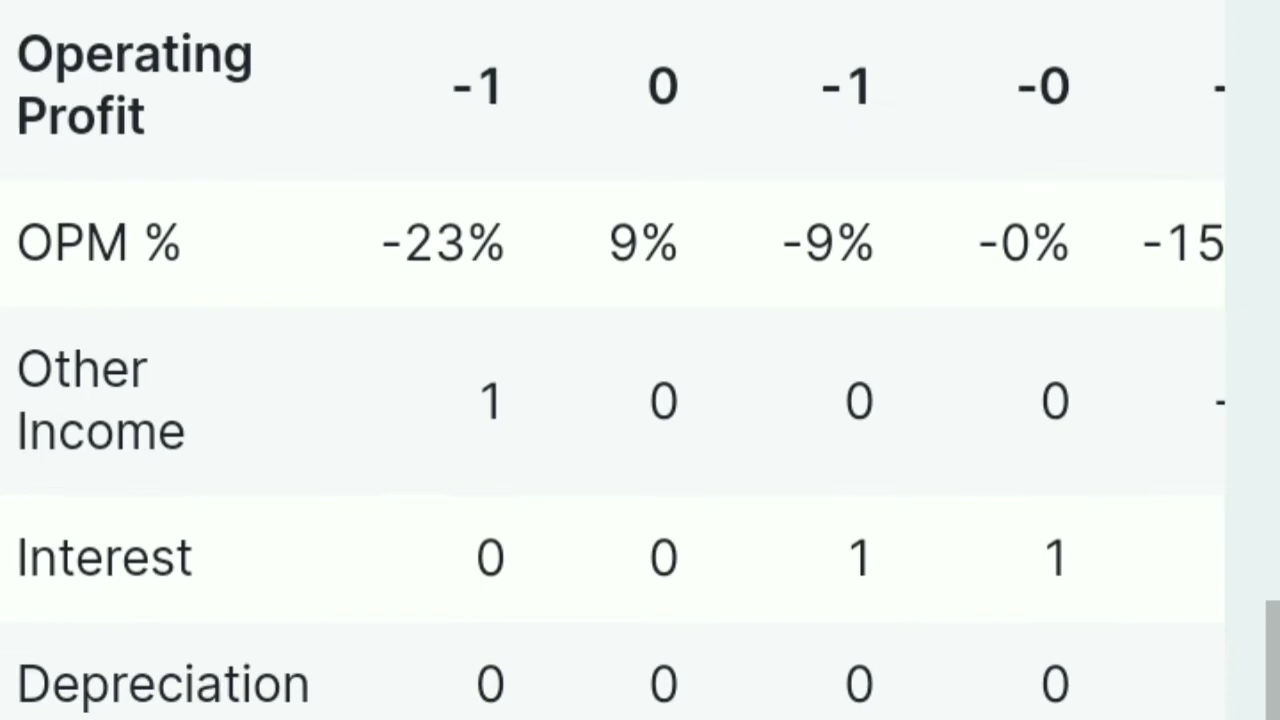 Operating
Profit -1 0 -1 -0 -
OPM % -23% 9% -9% -0% -15
Other
Income 1 0 0 0 -
Interest 0 0 1 1
Depreciation 0 0 0 0